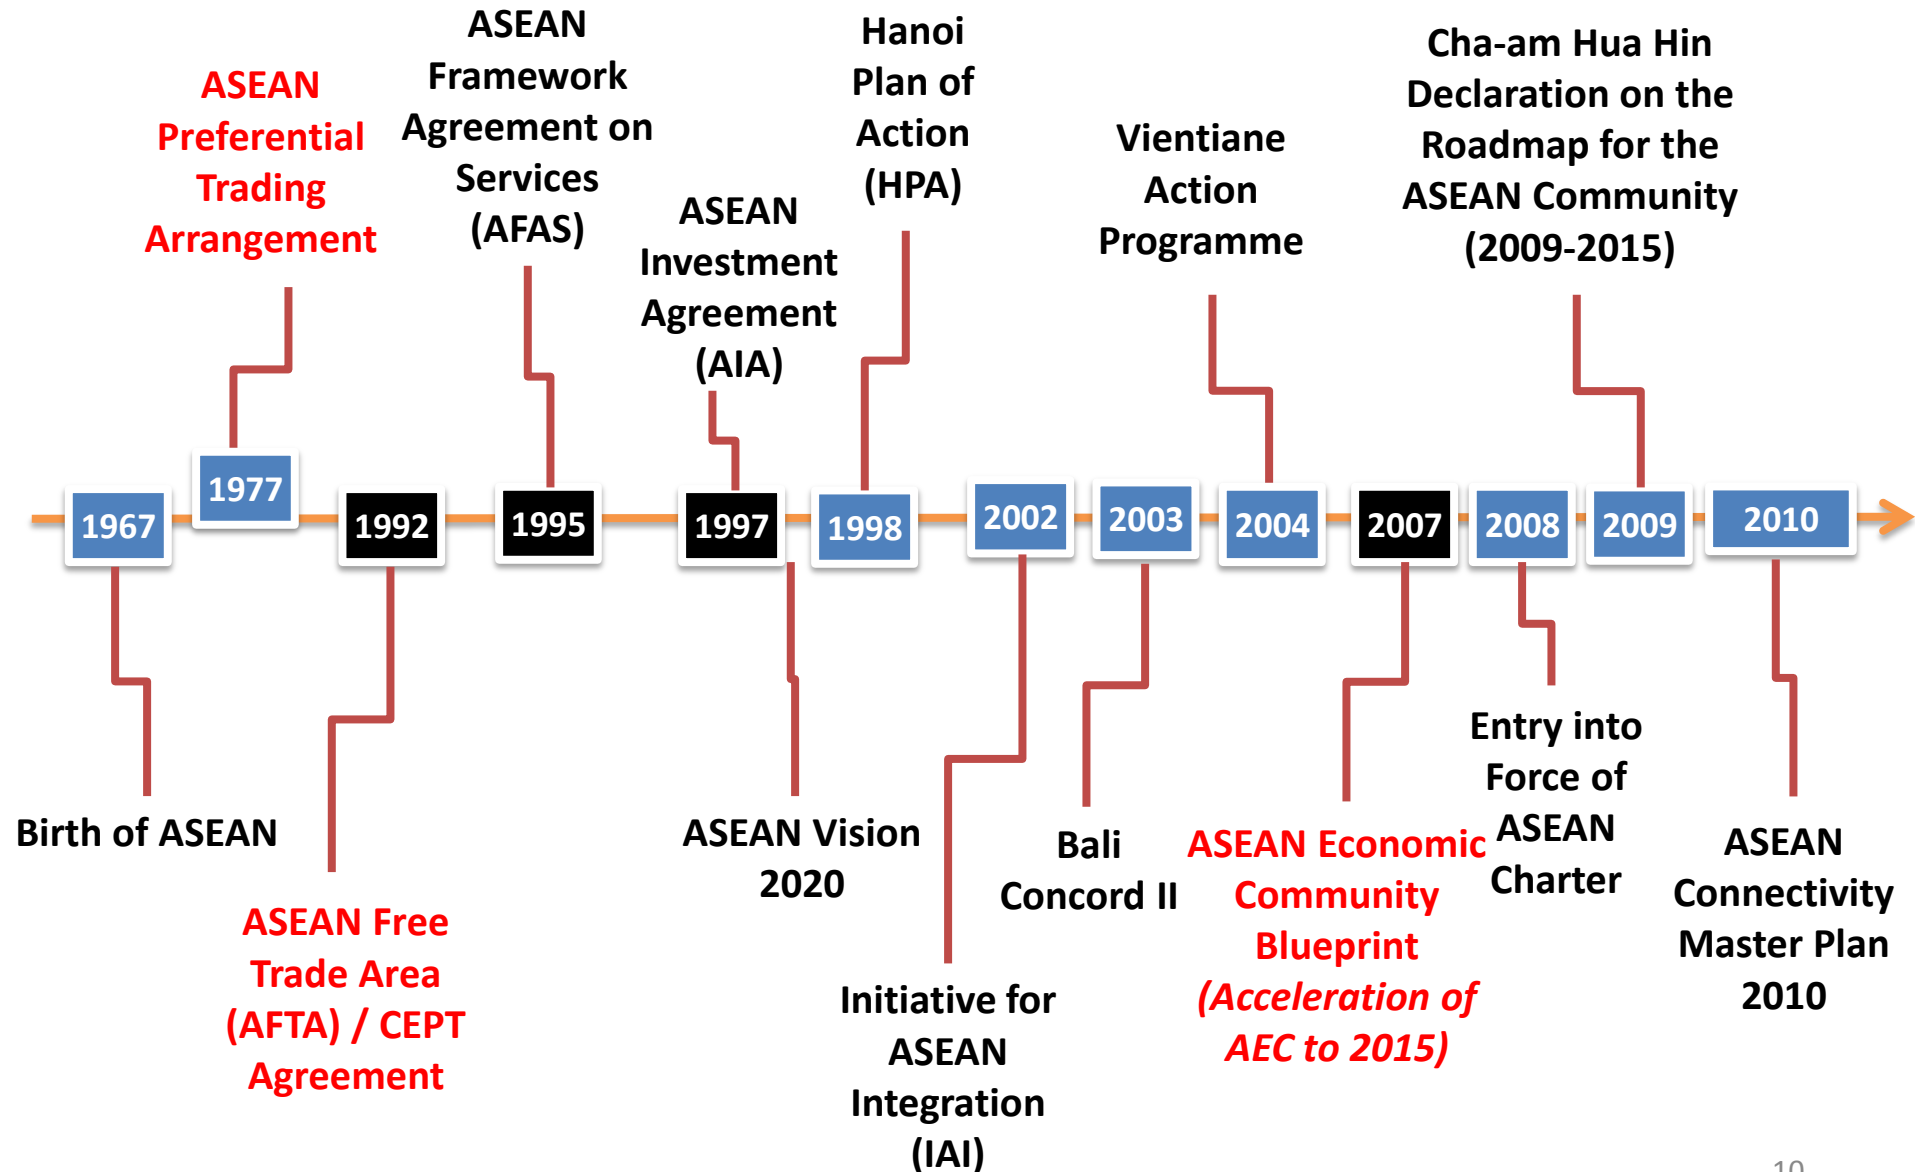 ASEAN
Preferential
Trading
Arrangement
ASEAN
Framework
Agreement on
Services
(AFAS)
ASEAN
Investment
Agreement
(AIA)
Hanoi
Plan of
Action
(HPA)
Vientiane
Action
Programme
Cha-am Hua Hin
Declaration on the
Roadmap for the
ASEAN Community
(2009-2015)
1967
1977
1992
1995
1997
1998
2002
2003
2004
2007
2008
2009
2010
Birth of ASEAN
ASEAN Free
Trade Area
(AFTA) / CEPT
Agreement
ASEAN Vision
2020
Initiative for
ASEAN
Integration
(IAI)
Bali
Concord II
ASEAN Economic
Community
Blueprint
(Acceleration of
AEC to 2015)
Entry into
Force of
ASEAN
Charter
ASEAN
Connectivity
Master Plan
2010
10